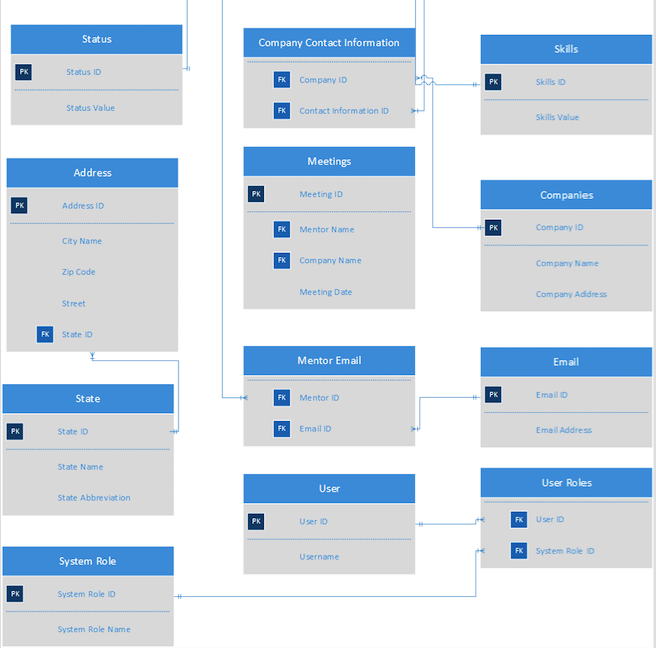 Status
PK Status ID
Status Value
Address
PK Address ID
City Name
Zip Code
Street
FK State ID
State
PK State ID
State Name
State Abbreviation
System Role
PK System Role ID
System Role Name
Company Contact Information
FK Company ID
FK Contact Information ID
Meetings
PK Meeting ID
FK Mentor Name
FK Company Name
Meeting Date
Mentor Email
FK Mentor ID
FK Email ID
User
PK User ID
Username
Skills
PK Skills ID
Skills Value
Companies
PK Company ID
Company Name
Company Address
Email
PK Email ID
Email Address
User Roles
FK User ID
FK System Role ID